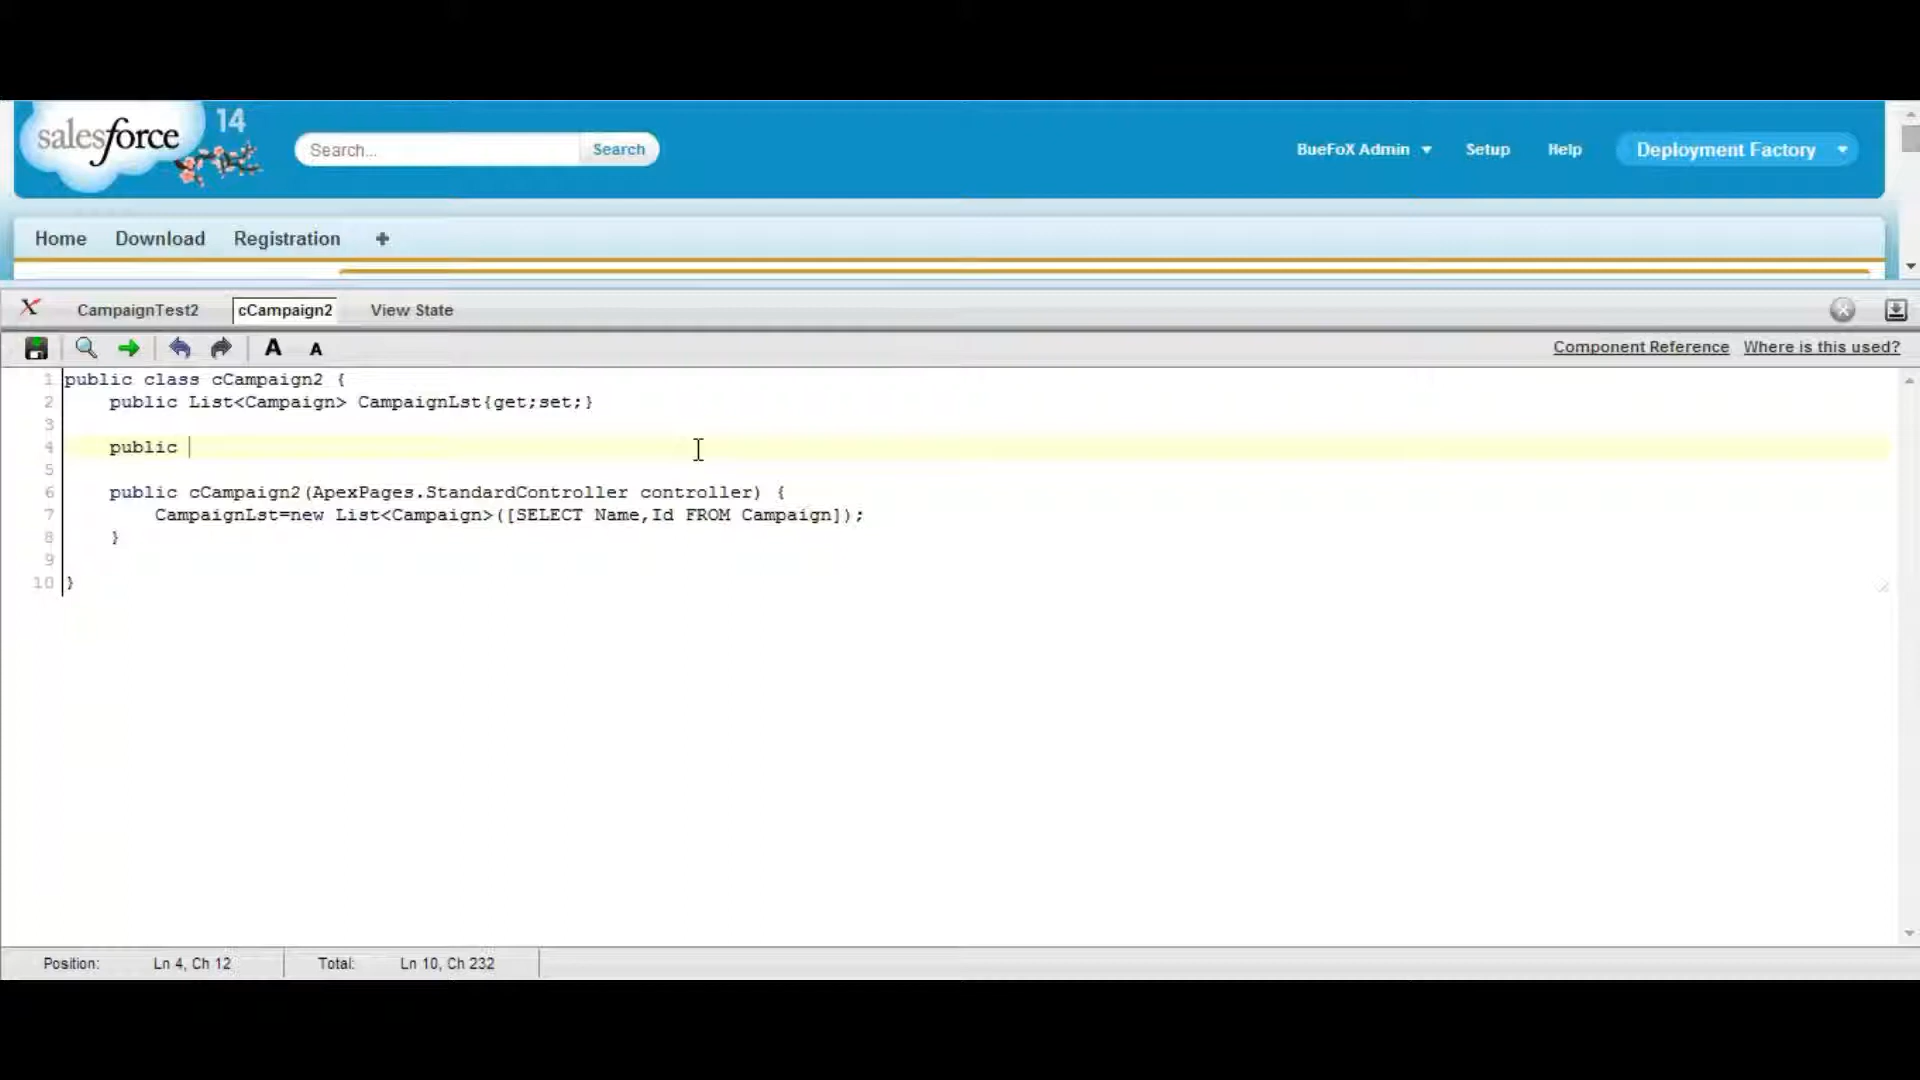 salesforce
14
Search...
Search
BueFoX Admin
Setup
Help
Deployment Factory
Home
Download
Registration
CampaignTest2
cCampaign2
View State
A
A
Component Reference
Where is this used?
1 public class cCampaign2 {
2 public List<Campaign> CampaignLst{get;set;}
3
4 public
5
6 public cCampaign2(ApexPages.StandardController controller) {
7 CampaignLst=new List<Campaign>([SELECT Name,Id FROM Campaign]);
8 }
9
10 }
Position: Ln 4, Ch 12 Total: Ln 10, Ch 232